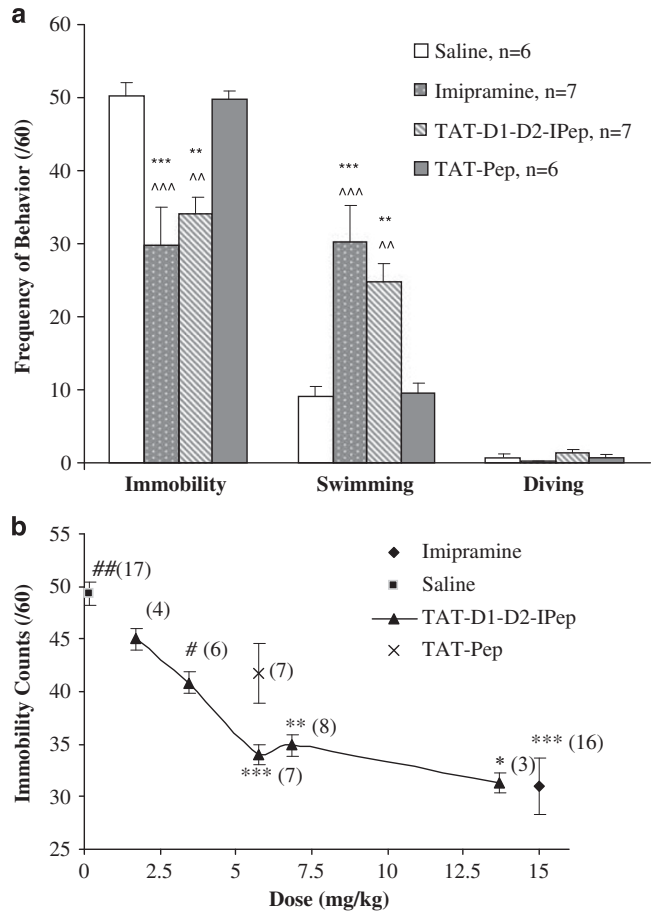 a
Frequency of Behavior (/60)
60
50
40
30
20
10
0
Saline, n=6
Imipramine, n=7
TAT-D1-D2-IPep, n=7
TAT-Pep, n=6
***
^^^
**
^^
***
^^^
**
^^
Immobility Swimming Diving
b
Immobility Counts (/60)
55
50
45
40
35
30
25
Imipramine
Saline
TAT-D1-D2-IPep
TAT-Pep
##(17)
(4)
# (6)
(7)
** (8)
*** (7)
* (3)
*** (16)
0 2.5 5 7.5 10 12.5 15
Dose (mg/kg)